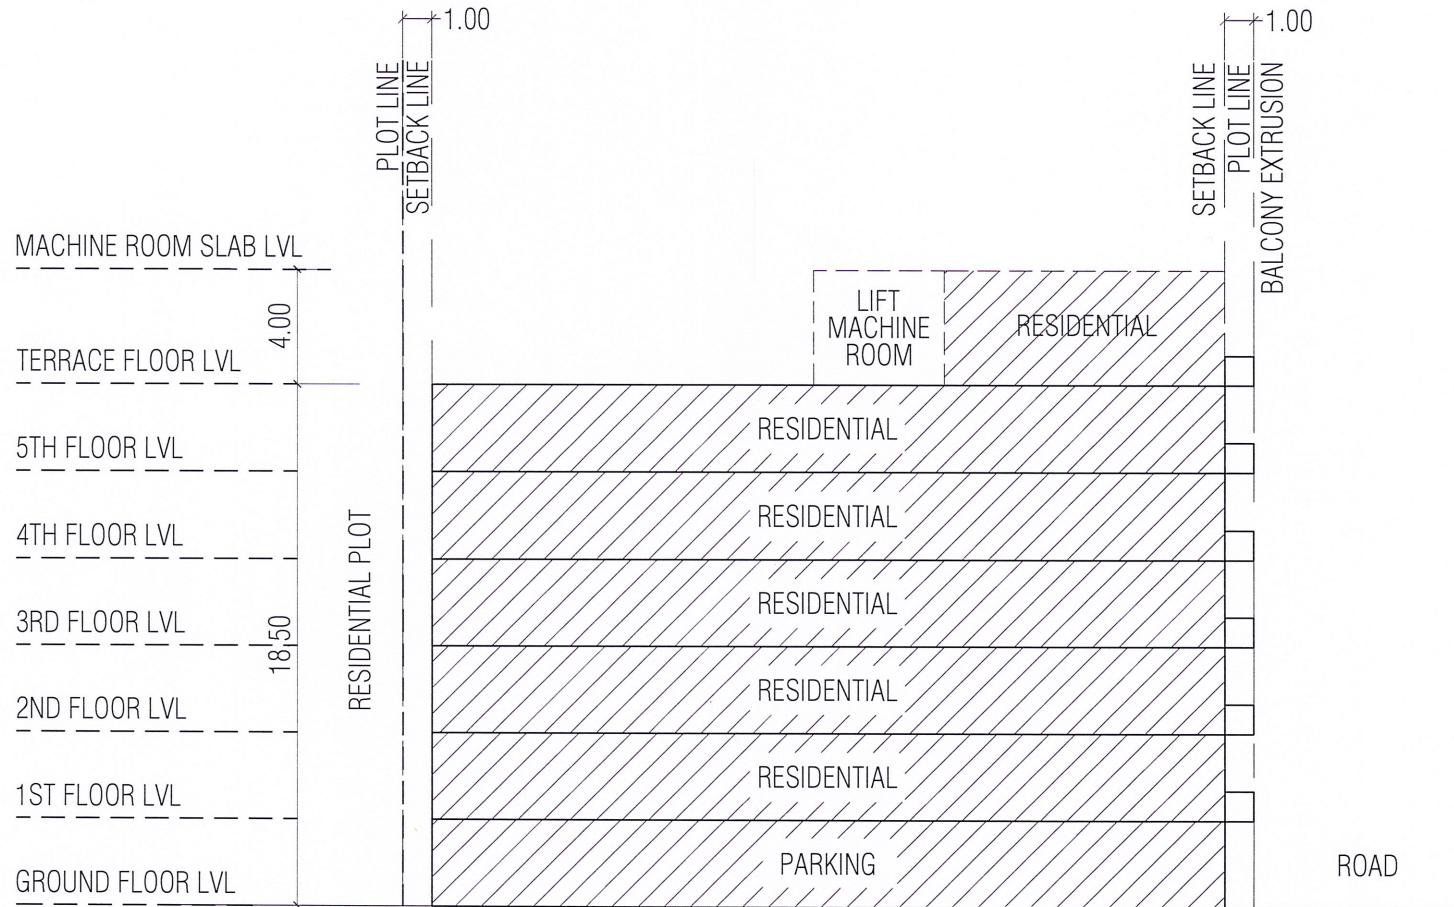 1.00
1.00
PLOT LINE
SETBACK LINE
SETBACK LINE
PLOT LINE
BALCONY EXTRUSION
MACHINE ROOM SLAB LVL
4.00
LIFT
MACHINE
ROOM
RESIDENTIAL
TERRACE FLOOR LVL
RESIDENTIAL
5TH FLOOR LVL
RESIDENTIAL
4TH FLOOR LVL
RESIDENTIAL PLOT
RESIDENTIAL
3RD FLOOR LVL
18.50
RESIDENTIAL
2ND FLOOR LVL
RESIDENTIAL
1ST FLOOR LVL
PARKING
ROAD
GROUND FLOOR LVL